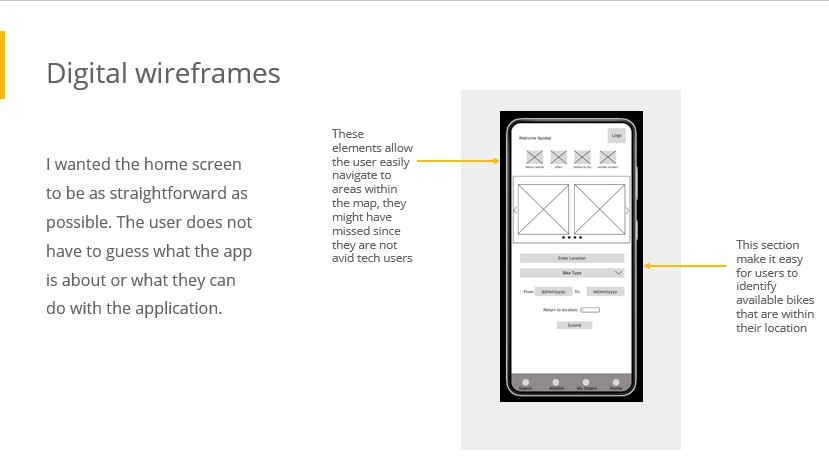 Digital wireframes
I wanted the home screen
to be as straightforward as
possible. The user does not
have to guess what the app
is about or what they can
do with the application.
These
elements allow
the user easily
navigate to
areas within
the map, they
might have
missed since
they are not
avid tech users
Welcome Ayodeji
Logo
Enter Location
Bike Type
From dd/mm/yyyy To dd/mm/yyyy
Return to location:
Submit
Search Wishlist My Orders Profile
This section
make it easy
for users to
identify
available bikes
that are within
their location